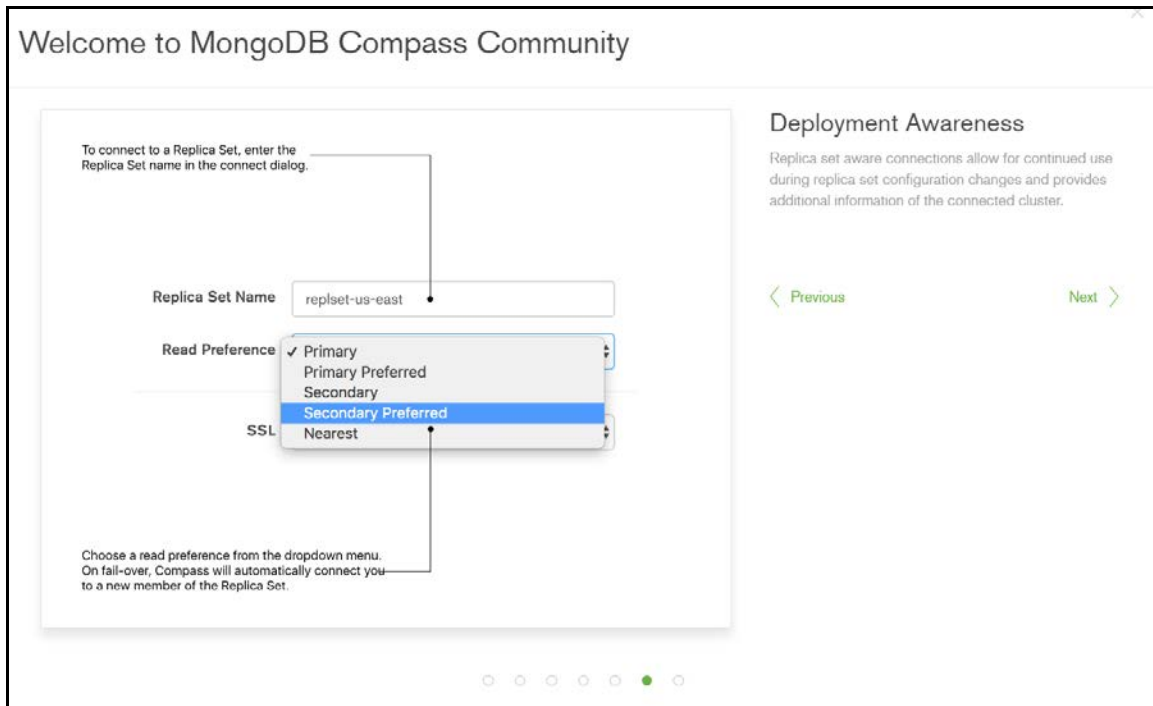 Welcome to MongoDB Compass Community
To connect to a Replica Set, enter the
Replica Set name in the connect dialog.
Replica Set Name
replset-us-east
Read Preference
✓ Primary
Primary Preferred
Secondary
Secondary Preferred
Nearest
SSL
Choose a read preference from the dropdown menu.
On fail-over, Compass will automatically connect you
to a new member of the Replica Set.
Deployment Awareness
Replica set aware connections allow for continued use
during replica set configuration changes and provides
additional information of the connected cluster.
Previous
Next